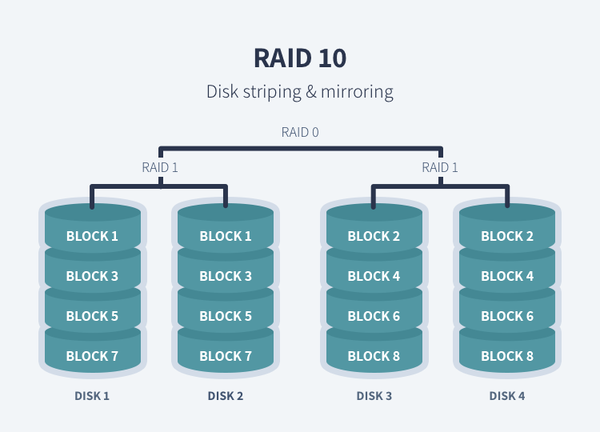 RAID 10
Disk striping & mirroring
RAID 0
RAID 1 RAID 1
BLOCK 1 BLOCK 1 BLOCK 2 BLOCK 2
BLOCK 3 BLOCK 3 BLOCK 4 BLOCK 4
BLOCK 5 BLOCK 5 BLOCK 6 BLOCK 6
BLOCK 7 BLOCK 7 BLOCK 8 BLOCK 8
DISK 1 DISK 2 DISK 3 DISK 4